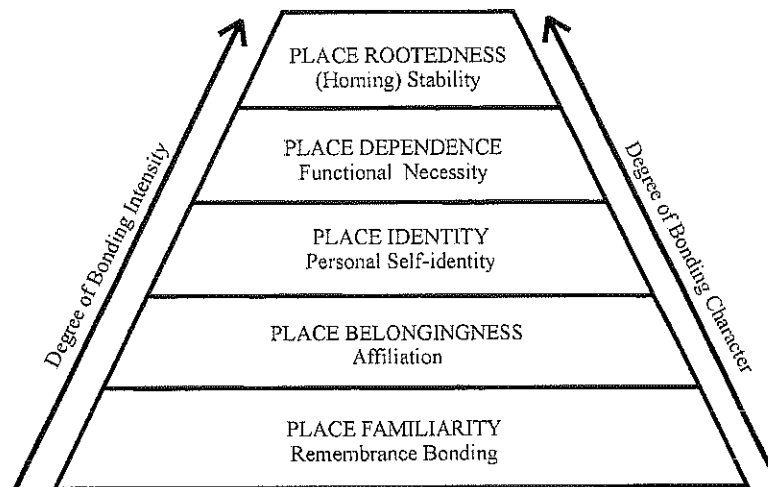 PLACE ROOTEDNESS
(Homing) Stability
PLACE DEPENDENCE
Functional Necessity
PLACE IDENTITY
Personal Self-identity
PLACE BELONGINGNESS
Affiliation
PLACE FAMILIARITY
Remembrance Bonding
Degree of Bonding Intensity
Degree of Bonding Character